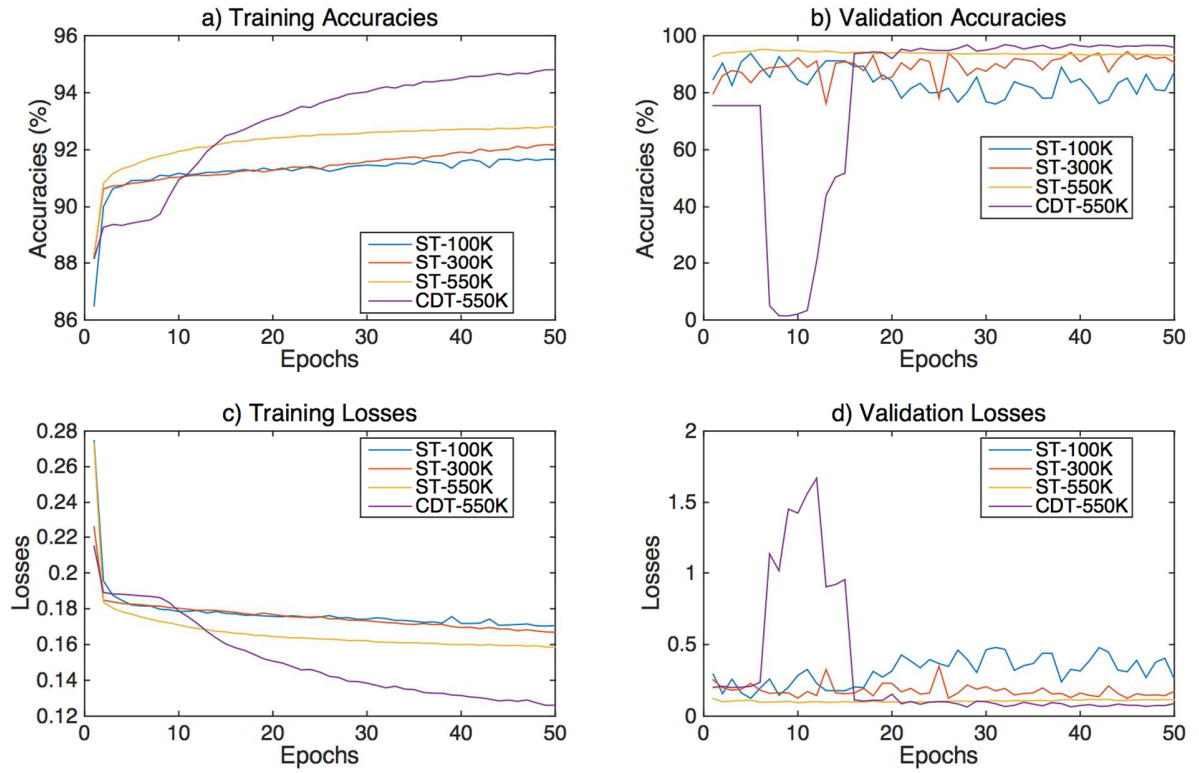 a) Training Accuracies
96
94
92
90
88
86
0 10 20 30 40 50
Accuracies (%)
Epochs
ST-100K
ST-300K
ST-550K
CDT-550K
b) Validation Accuracies
100
80
60
40
20
0
0 10 20 30 40 50
Accuracies (%)
Epochs
ST-100K
ST-300K
ST-550K
CDT-550K
c) Training Losses
0.28
0.26
0.24
0.22
0.2
0.18
0.16
0.14
0.12
0 10 20 30 40 50
Losses
Epochs
ST-100K
ST-300K
ST-550K
CDT-550K
d) Validation Losses
2
1.5
1
0.5
0
0 10 20 30 40 50
Losses
Epochs
ST-100K
ST-300K
ST-550K
CDT-550K